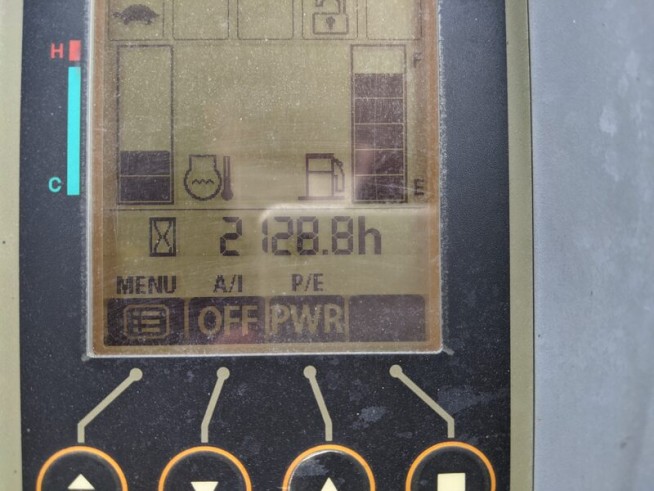 H
F
C
E
2128.8h
MENU A/I P/E
OFF PWR